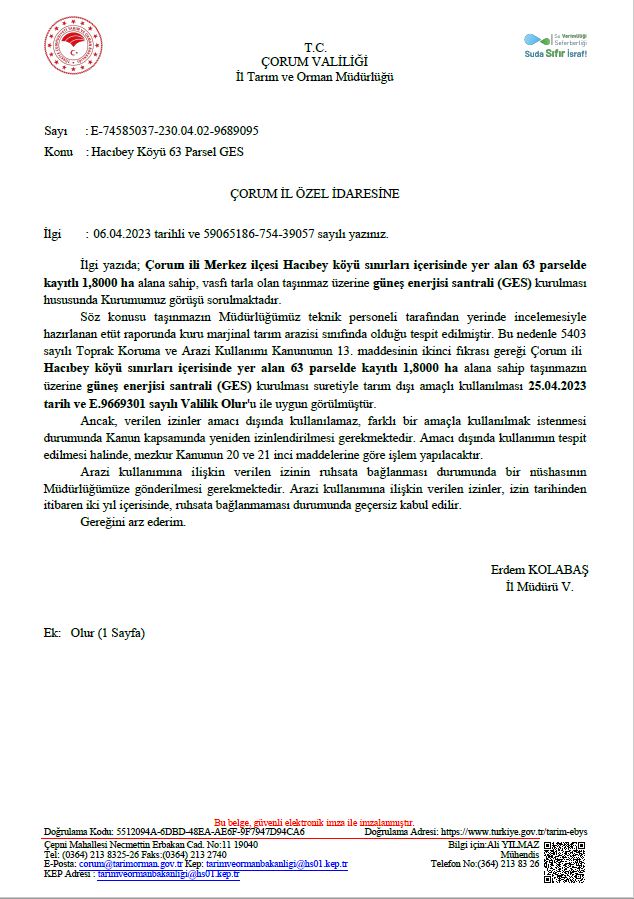 Su Verimliliği
Seferberliği
Suda Sıfır İsraf!
T.C.
ÇORUM VALİLİĞİ
İl Tarım ve Orman Müdürlüğü
Sayı : E-74585037-230.04.02-9689095
Konu : Hacıbey Köyü 63 Parsel GES
ÇORUM İL ÖZEL İDARESİNE
İlgi : 06.04.2023 tarihli ve 59065186-754-39057 sayılı yazınız.
İlgi yazıda; Çorum ili Merkez ilçesi Hacıbey köyü sınırları içerisinde yer alan 63 parselde
kayıtlı 1,8000 ha alana sahip, vasfı tarla olan taşınmaz üzerine güneş enerjisi santrali (GES) kurulması
hususunda Kurumumuz görüşü sorulmaktadır.
Söz konusu taşınmazın Müdürlüğümüz teknik personeli tarafından yerinde incelemesiyle
hazırlanan etüt raporunda kuru marjinal tarım arazisi sınıfında olduğu tespit edilmiştir. Bu nedenle 5403
sayılı Toprak Koruma ve Arazi Kullanımı Kanununun 13. maddesinin ikinci fıkrası gereği Çorum ili
Hacıbey köyü sınırları içerisinde yer alan 63 parselde kayıtlı 1,8000 ha alana sahip taşınmazın
üzerine güneş enerjisi santrali (GES) kurulması suretiyle tarım dışı amaçlı kullanılması 25.04.2023
tarih ve E.9669301 sayılı Valilik Olur'u ile uygun görülmüştür.
Ancak, verilen izinler amacı dışında kullanılamaz, farklı bir amaçla kullanılmak istenmesi
durumunda Kanun kapsamında yeniden izinlendirilmesi gerekmektedir. Amacı dışında kullanımın tespit
edilmesi halinde, mezkur Kanunun 20 ve 21 inci maddelerine göre işlem yapılacaktır.
Arazi kullanımına ilişkin verilen izinin ruhsata bağlanması durumunda bir nüshasının
Müdürlüğümüze gönderilmesi gerekmektedir. Arazi kullanımına ilişkin verilen izinler, izin tarihinden
itibaren iki yıl içerisinde, ruhsata bağlanmaması durumunda geçersiz kabul edilir.
Gereğini arz ederim.
Erdem KOLABAŞ
İl Müdürü V.
Ek: Olur (1 Sayfa)
Bu belge, güvenli elektronik imza ile imzalanmıştır.
Doğrulama Kodu: 5512094A-6DBD-48EA-AE6F-9F7947D94CA6 Doğrulama Adresi: https://www.turkiye.gov.tr/tarim-ebys
Çepni Mahallesi Necmettin Erbakan Cad. No:11 19040 Bilgi için:Ali YILMAZ
Tel: (0364) 213 8325-26 Faks:(0364) 213 2740 Mühendis
E-Posta: corum@tarimorman.gov.tr Kep: tarimveormanbakanligi@hs01.kep.tr Telefon No:(364) 213 83 26
KEP Adresi : tarimveormanbakanligi@hs01.kep.tr